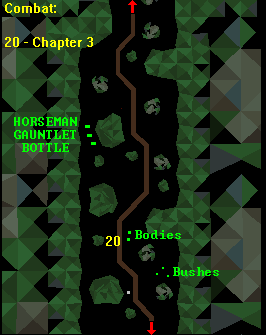 Combat:
20 - Chapter 3
HORSEMAN
GAUNTLET
BOTTLE
20
Bodies
Bushes